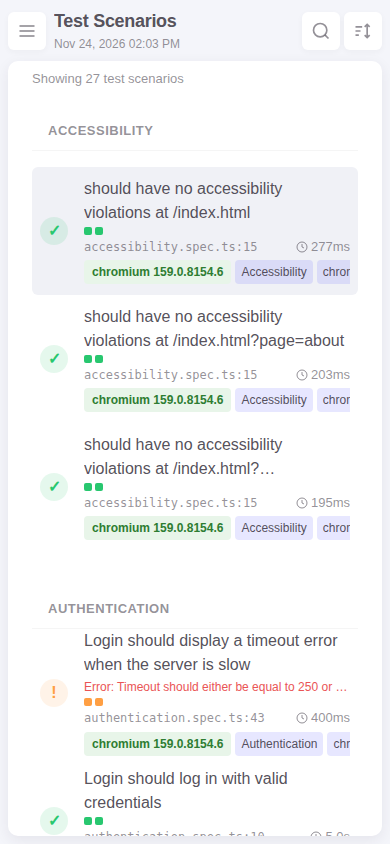 Test Scenarios
Nov 24, 2026 02:03 PM
Showing 27 test scenarios
ACCESSIBILITY
should have no accessibility
violations at /index.html
accessibility.spec.ts:15 277ms
chromium 159.0.8154.6 Accessibility chror
should have no accessibility
violations at /index.html?page=about
accessibility.spec.ts:15 203ms
chromium 159.0.8154.6 Accessibility chror
should have no accessibility
violations at /index.html?…
accessibility.spec.ts:15 195ms
chromium 159.0.8154.6 Accessibility chror
AUTHENTICATION
Login should display a timeout error
when the server is slow
Error: Timeout should either be equal to 250 or …
authentication.spec.ts:43 400ms
chromium 159.0.8154.6 Authentication chr
Login should log in with valid
credentials